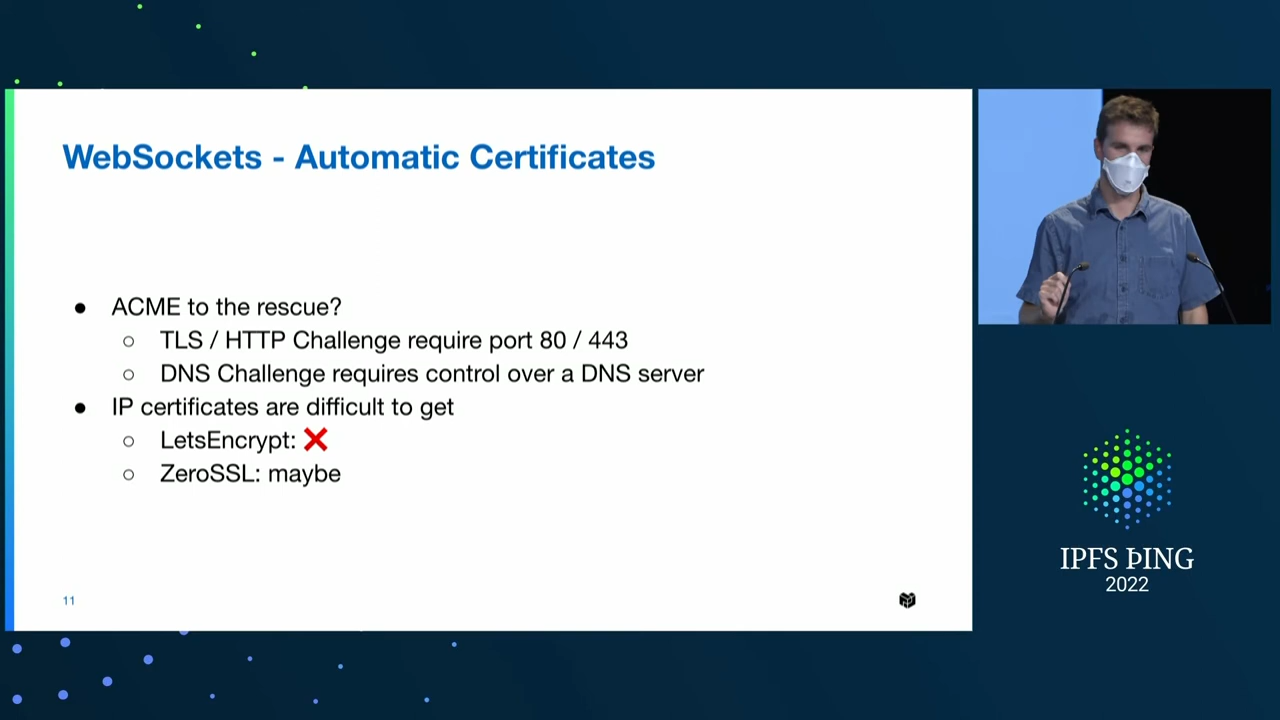 WebSockets - Automatic Certificates
● ACME to the rescue?
○ TLS / HTTP Challenge require port 80 / 443
○ DNS Challenge requires control over a DNS server
● IP certificates are difficult to get
○ LetsEncrypt: ❌
○ ZeroSSL: maybe
11
IPFS ÞING
2022